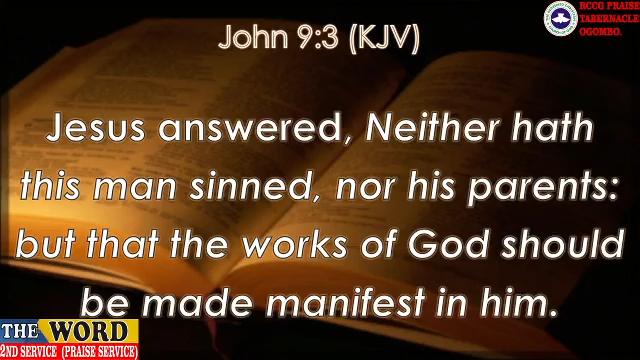 John 9:3 (KJV)
RCCG PRAISE
TABERNACLE
OGOMBO.
Jesus answered, Neither hath
this man sinned, nor his parents:
but that the works of God should
be made manifest in him.
THE WORD
2ND SERVICE (PRAISE SERVICE)